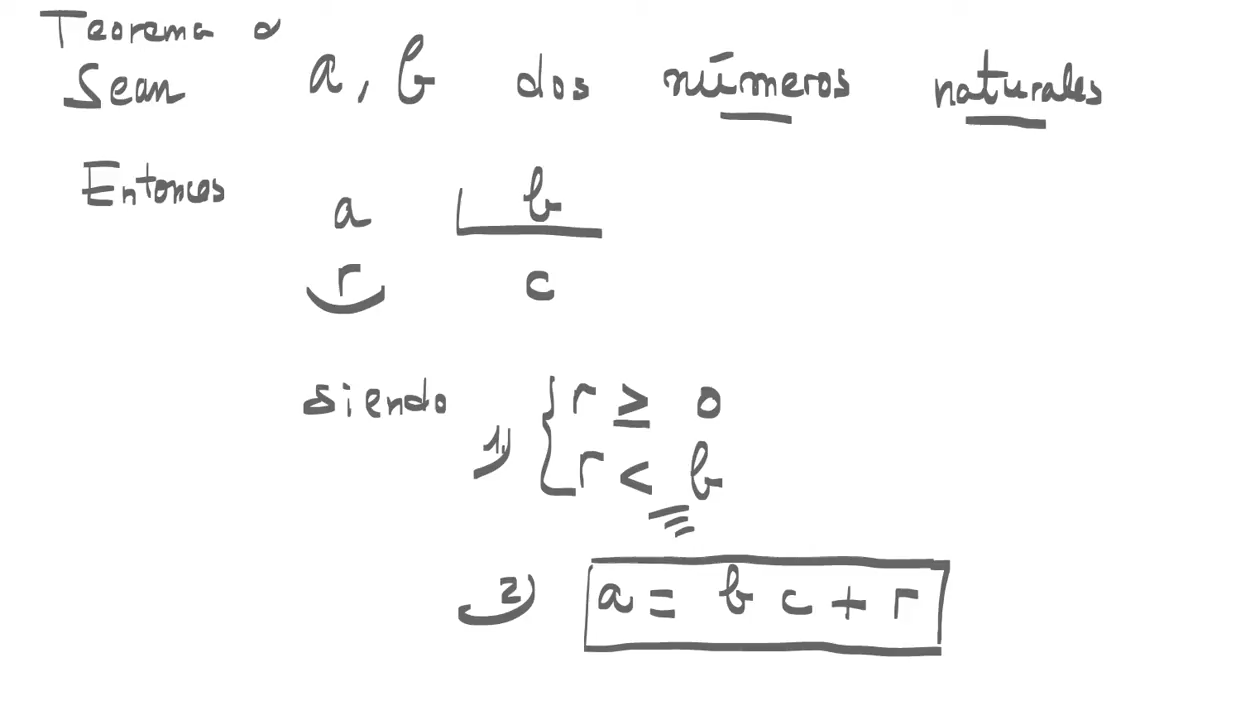 Teorema
Sean a, b dos números naturales
Entonces
a b
r c
siendo
1) { r ≥ 0
r < b
2) a = b c + r